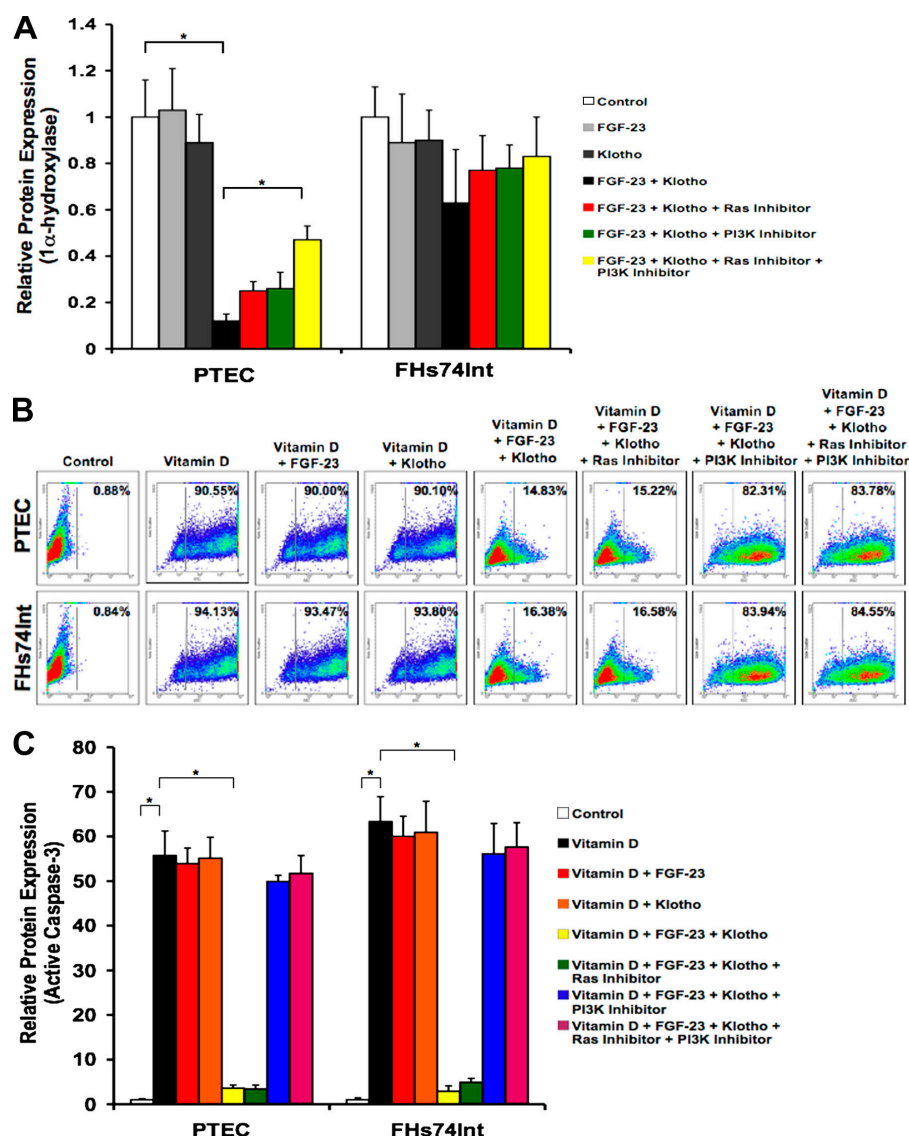 A
1.4
1.2
1
0.8
0.6
0.4
0.2
0
Relative Protein Expression
(1α-hydroxylase)
*
*
PTEC
FHs74Int
Control
FGF-23
Klotho
FGF-23 + Klotho
FGF-23 + Klotho + Ras Inhibitor
FGF-23 + Klotho + PI3K Inhibitor
FGF-23 + Klotho + Ras Inhibitor +
PI3K Inhibitor
B
Control
Vitamin D
Vitamin D
+ FGF-23
Vitamin D
+ Klotho
Vitamin D
+ FGF-23
+ Klotho
Vitamin D
+ FGF-23
+ Klotho
+ Ras Inhibitor
Vitamin D
+ FGF-23
+ Klotho
+ PI3K Inhibitor
Vitamin D
+ FGF-23
+ Klotho
+ Ras Inhibitor
+ PI3K Inhibitor
PTEC
0.88%
90.55%
90.00%
90.10%
14.83%
15.22%
82.31%
83.78%
FHs74Int
0.84%
94.13%
93.47%
93.80%
16.38%
16.58%
83.94%
84.55%
C
80
70
60
50
40
30
20
10
0
Relative Protein Expression
(Active Caspase-3)
*
*
*
*
PTEC
FHs74Int
Control
Vitamin D
Vitamin D + FGF-23
Vitamin D + Klotho
Vitamin D + FGF-23 + Klotho
Vitamin D + FGF-23 + Klotho +
Ras Inhibitor
Vitamin D + FGF-23 + Klotho +
PI3K Inhibitor
Vitamin D + FGF-23 + Klotho +
Ras Inhibitor + PI3K Inhibitor